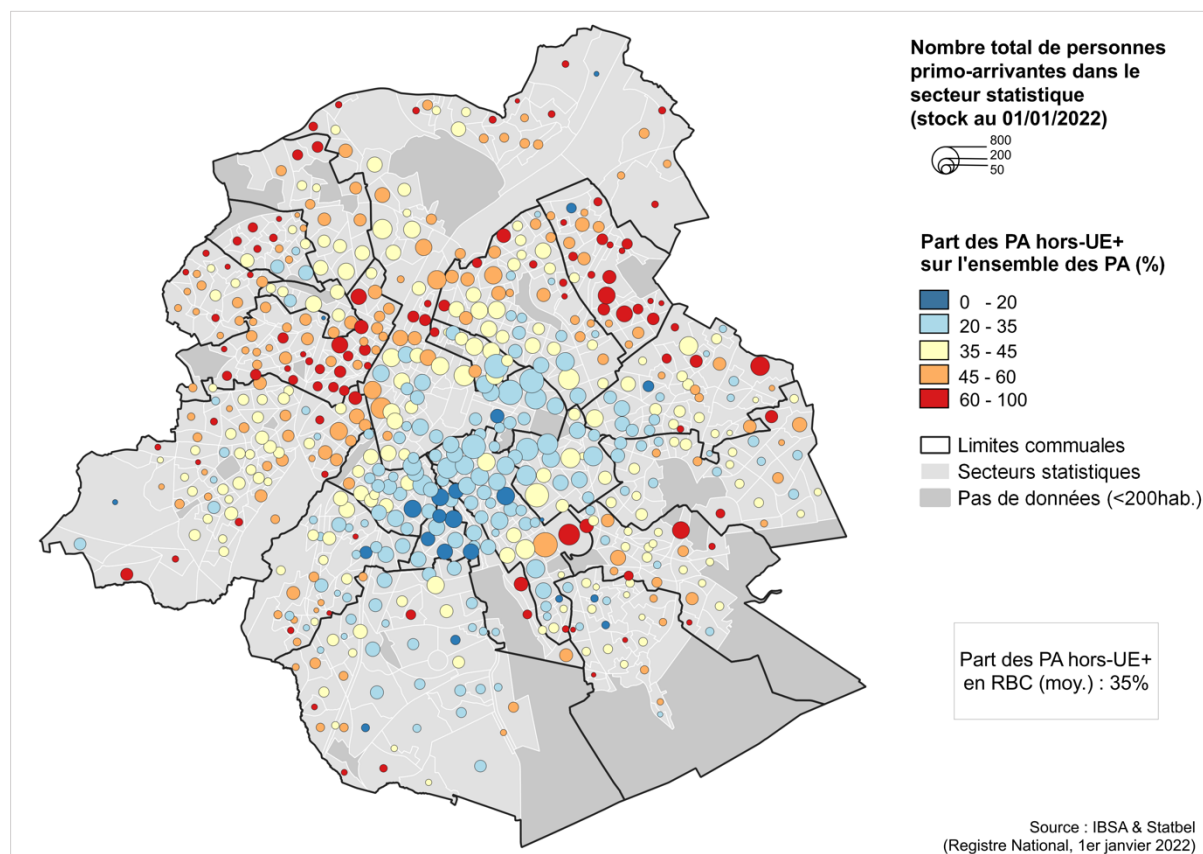 Nombre total de personnes
primo-arrivantes dans le
secteur statistique
(stock au 01/01/2022)
800
200
50
Part des PA hors-UE+
sur l'ensemble des PA (%)
0 - 20
20 - 35
35 - 45
45 - 60
60 - 100
Limites commuales
Secteurs statistiques
Pas de données (<200hab.)
Part des PA hors-UE+
en RBC (moy.) : 35%
Source : IBSA & Statbel
(Registre National, 1er janvier 2022)